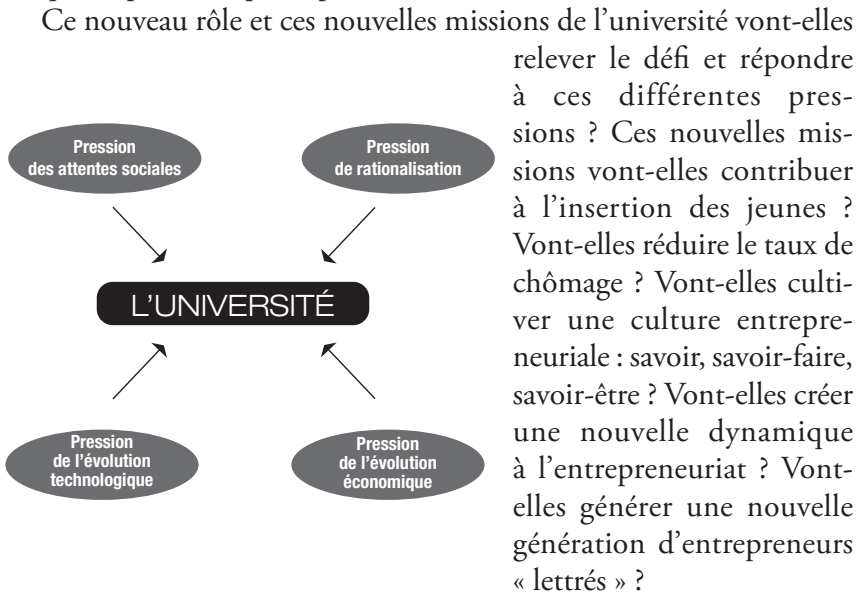 Ce nouveau rôle et ces nouvelles missions de l'université vont-elles
relever le défi et répondre
à ces différentes pres-
sions ? Ces nouvelles mis-
sions vont-elles contribuer
à l'insertion des jeunes ?
Vont-elles réduire le taux de
chômage ? Vont-elles culti-
ver une culture entrepre-
neuriale : savoir, savoir-faire,
savoir-être ? Vont-elles créer
une nouvelle dynamique
à l'entrepreneuriat ? Vont-
elles générer une nouvelle
génération d'entrepreneurs
« lettrés » ?
Pression
des attentes sociales
Pression
de rationalisation
L'UNIVERSITÉ
Pression
de l'évolution
technologique
Pression
de l'évolution
économique